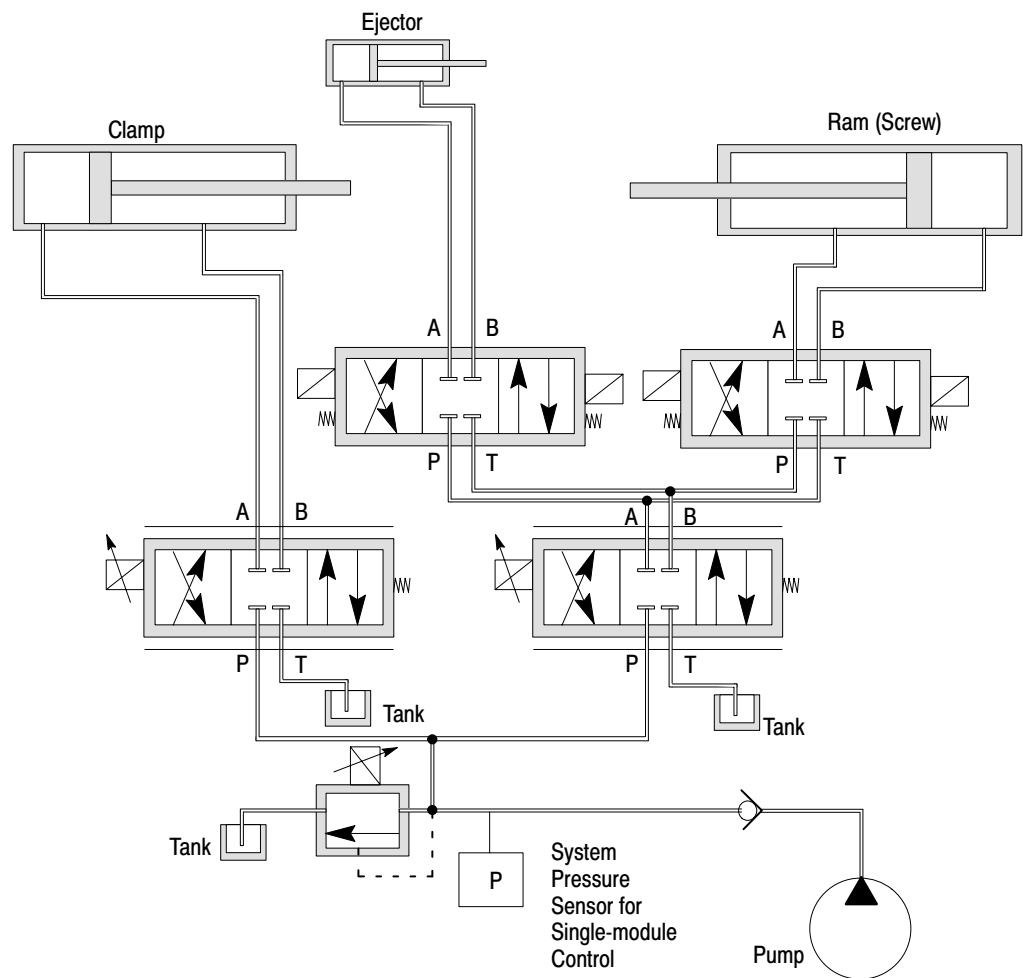 Ejector
Clamp
Ram (Screw)
A B
A B
P T
P T
A B
A B
P T
P T
Tank
Tank
Tank
P
System
Pressure
Sensor for
Single-module
Control
Pump